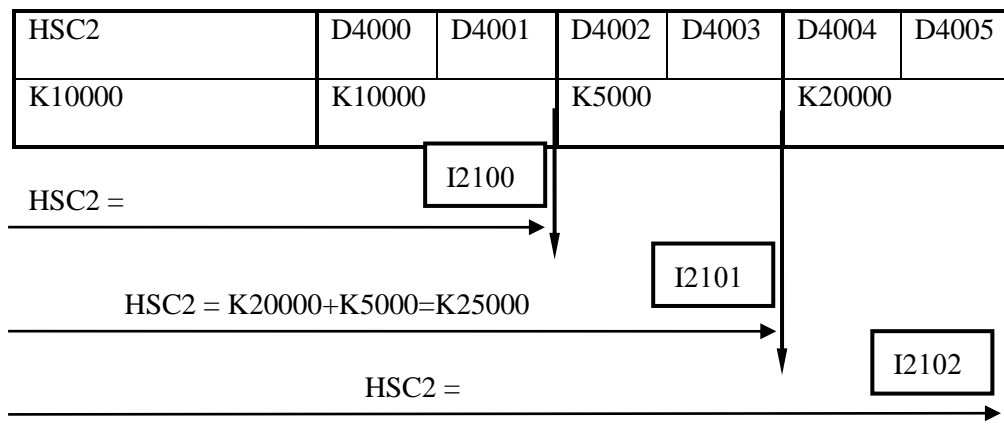 HSC2 D4000 D4001 D4002 D4003 D4004 D4005
K10000 K10000 K5000 K20000
I2100
HSC2 =
I2101
HSC2 = K20000+K5000=K25000
I2102
HSC2 =